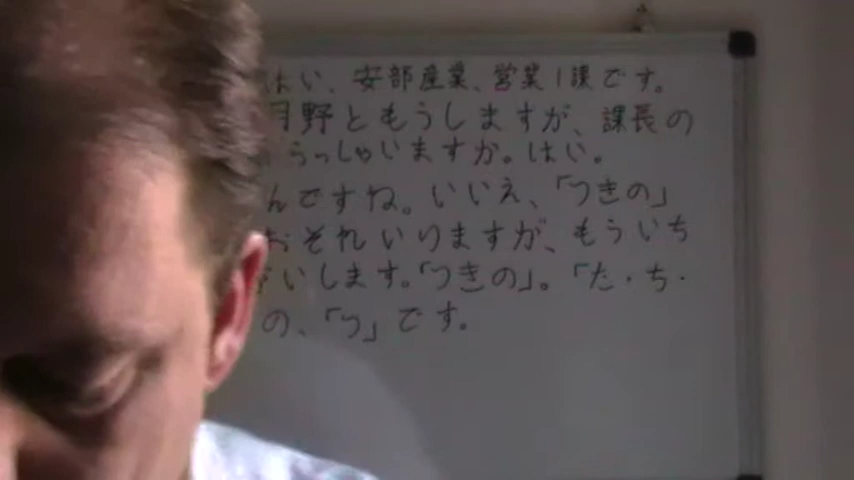 はい、安部産業、営業1課です。
月野ともうしますが、課長の
らっしゃいますか。はい。
んですね。いいえ、「つきの」
おそれいりますが、もういち
いします。「つきの」。「た・ち・
の、「つ」です。